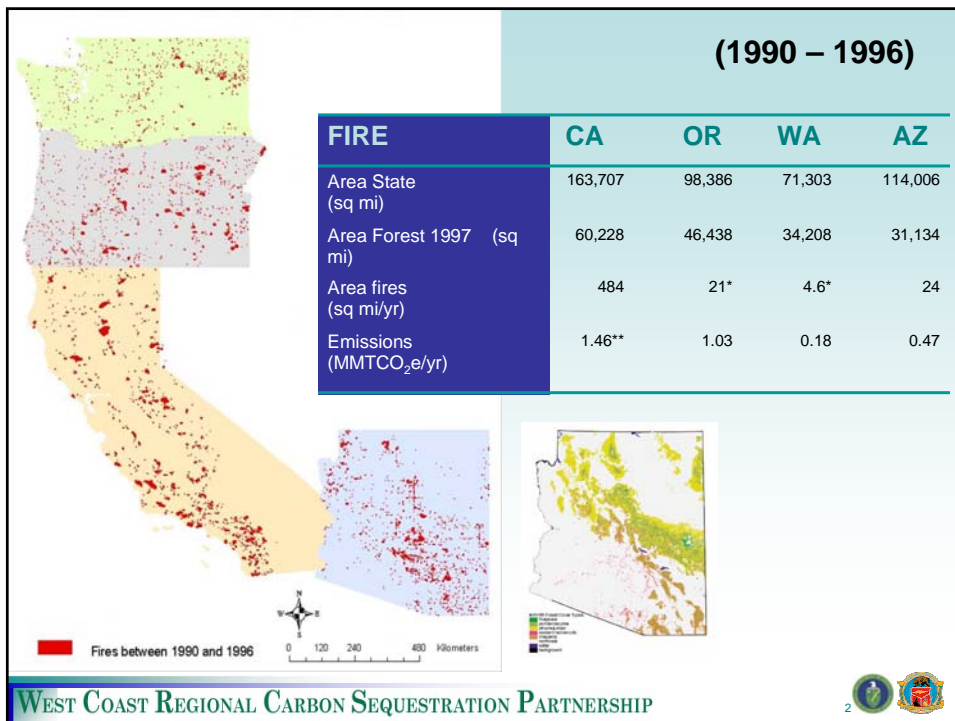 (1990 – 1996)
FIRE CA OR WA AZ
Area State
(sq mi) 163,707 98,386 71,303 114,006
Area Forest 1997 (sq
mi) 60,228 46,438 34,208 31,134
Area fires
(sq mi/yr) 484 21* 4.6* 24
Emissions
(MMTCO₂e/yr) 1.46** 1.03 0.18 0.47
N
W E
S
Fires between 1990 and 1996
0 120 240 480 Kilometers
WEST COAST REGIONAL CARBON SEQUESTRATION PARTNERSHIP
2